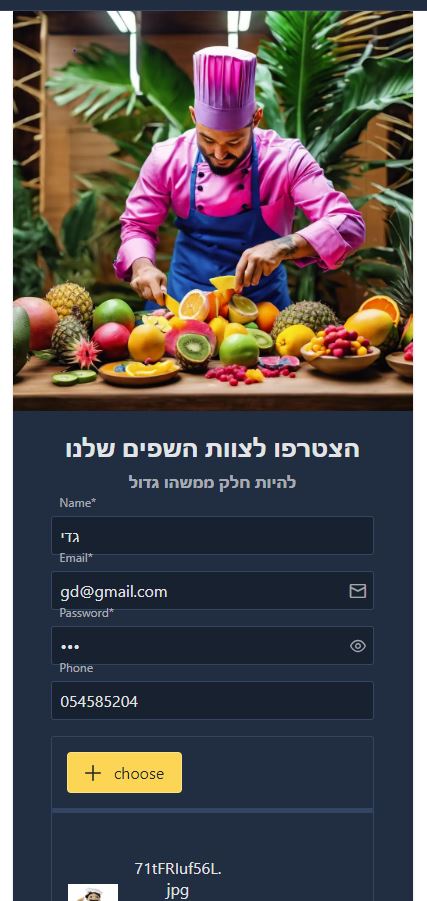 הצטרפו לצוות השפים שלנו
להיות חלק ממשהו גדול
Name*
גדי
Email*
gd@gmail.com
Password*
•••
Phone
054585204
choose
71tFRIuf56L.
jpg